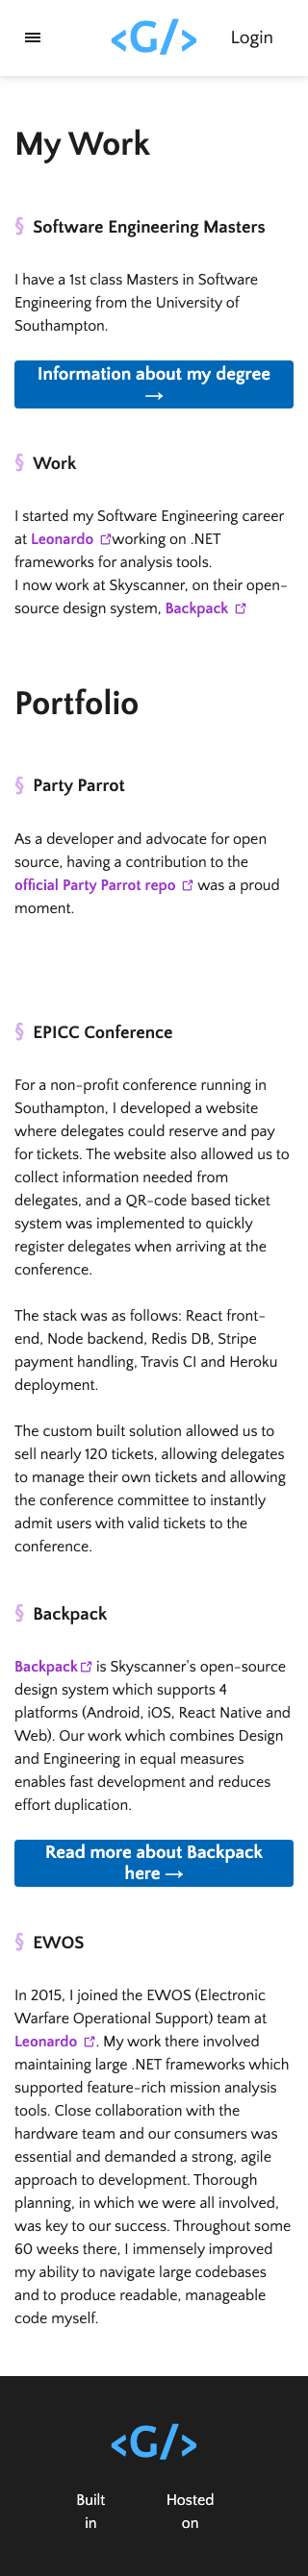 <G/>
Login
My Work
§ Software Engineering Masters
I have a 1st class Masters in Software
Engineering from the University of
Southampton.
Information about my degree
→
§ Work
I started my Software Engineering career
at Leonardo working on .NET
frameworks for analysis tools.
I now work at Skyscanner, on their open-
source design system, Backpack
Portfolio
§ Party Parrot
As a developer and advocate for open
source, having a contribution to the
official Party Parrot repo was a proud
moment.
§ EPICC Conference
For a non-profit conference running in
Southampton, I developed a website
where delegates could reserve and pay
for tickets. The website also allowed us to
collect information needed from
delegates, and a QR-code based ticket
system was implemented to quickly
register delegates when arriving at the
conference.
The stack was as follows: React front-
end, Node backend, Redis DB, Stripe
payment handling, Travis CI and Heroku
deployment.
The custom built solution allowed us to
sell nearly 120 tickets, allowing delegates
to manage their own tickets and allowing
the conference committee to instantly
admit users with valid tickets to the
conference.
§ Backpack
Backpack is Skyscanner's open-source
design system which supports 4
platforms (Android, iOS, React Native and
Web). Our work which combines Design
and Engineering in equal measures
enables fast development and reduces
effort duplication.
Read more about Backpack
here →
§ EWOS
In 2015, I joined the EWOS (Electronic
Warfare Operational Support) team at
Leonardo . My work there involved
maintaining large .NET frameworks which
supported feature-rich mission analysis
tools. Close collaboration with the
hardware team and our consumers was
essential and demanded a strong, agile
approach to development. Thorough
planning, in which we were all involved,
was key to our success. Throughout some
60 weeks there, I immensely improved
my ability to navigate large codebases
and to produce readable, manageable
code myself.
<G/>
Built
in
Hosted
on